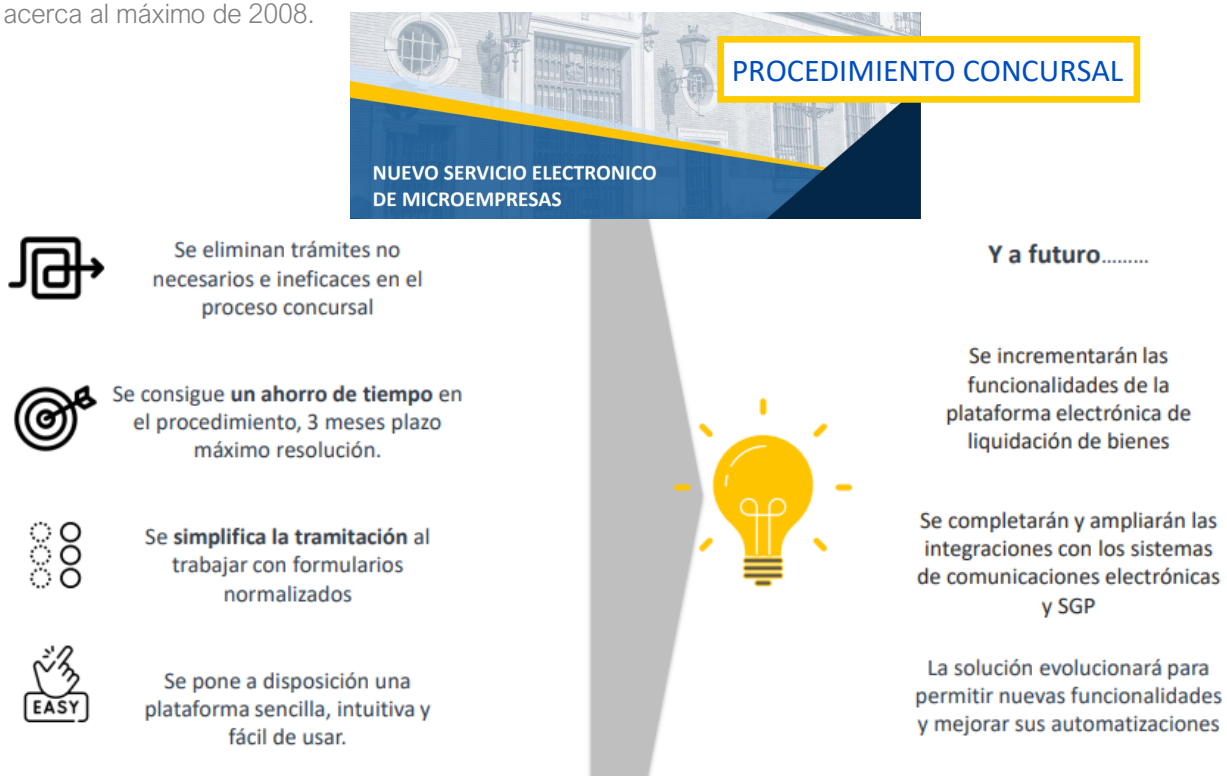 acerca al máximo de 2008.
PROCEDIMIENTO CONCURSAL
NUEVO SERVICIO ELECTRONICO
DE MICROEMPRESAS
Se eliminan trámites no
necesarios e ineficaces en el
proceso concursal
Se consigue un ahorro de tiempo en
el procedimiento, 3 meses plazo
máximo resolución.
Se simplifica la tramitación al
trabajar con formularios
normalizados
EASY
Se pone a disposición una
plataforma sencilla, intuitiva y
fácil de usar.
Y a futuro.........
Se incrementarán las
funcionalidades de la
plataforma electrónica de
liquidación de bienes
Se completarán y ampliarán las
integraciones con los sistemas
de comunicaciones electrónicas
y SGP
La solución evolucionará para
permitir nuevas funcionalidades
y mejorar sus automatizaciones